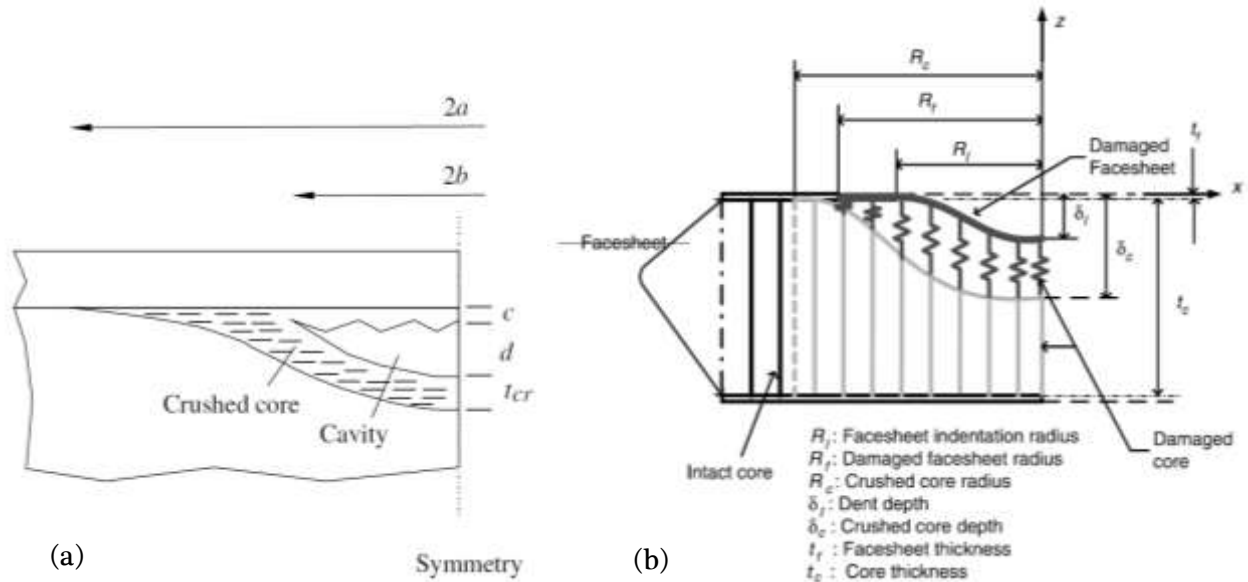 2a
2b
c
d
t_cr
Crushed core
Cavity
(a)
Symmetry
z
R_c
R_f
R_i
t_f
Damaged
Facesheet
x
δ_i
δ_c
t_c
Facesheet
Intact core
Damaged
core
R_i: Facesheet indentation radius
R_f: Damaged facesheet radius
R_c: Crushed core radius
δ_i: Dent depth
δ_c: Crushed core depth
t_f: Facesheet thickness
t_c: Core thickness
(b)